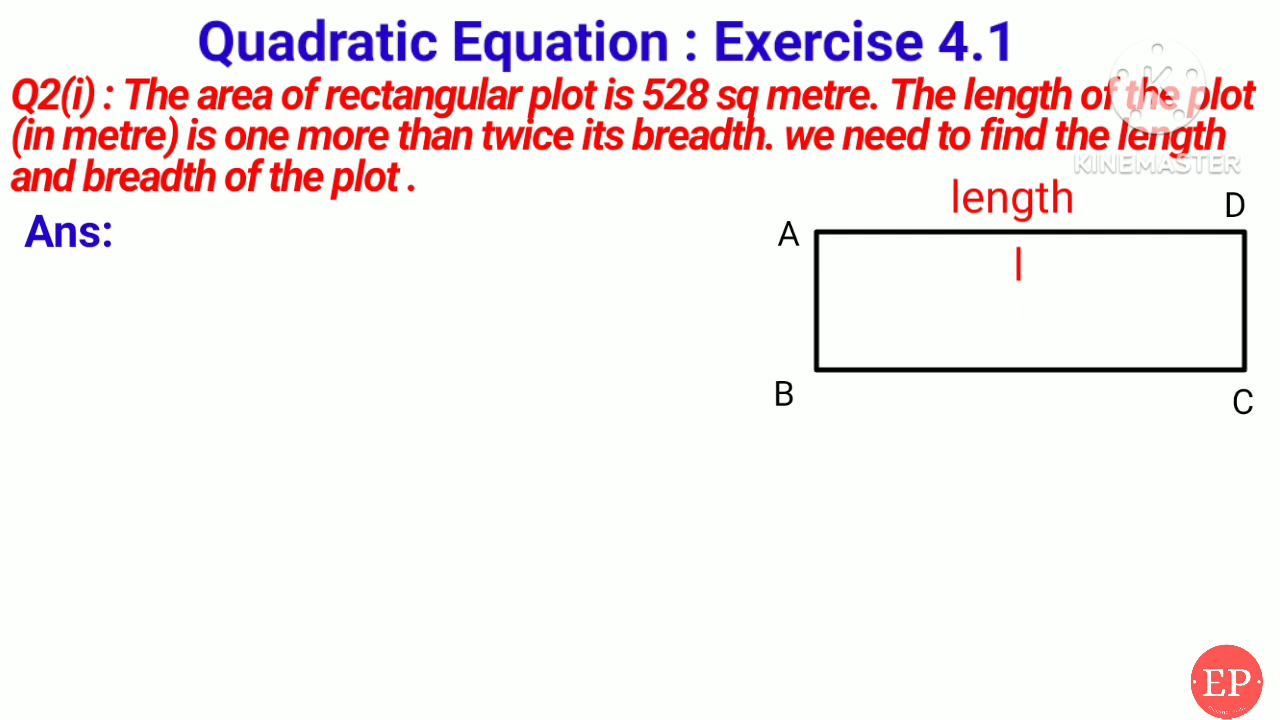 Quadratic Equation : Exercise 4.1
Q2(i) : The area of rectangular plot is 528 sq metre. The length of the plot
(in metre) is one more than twice its breadth. we need to find the length
and breadth of the plot .
KINEMASTER
length
D
Ans:
A
l
B
C
EP